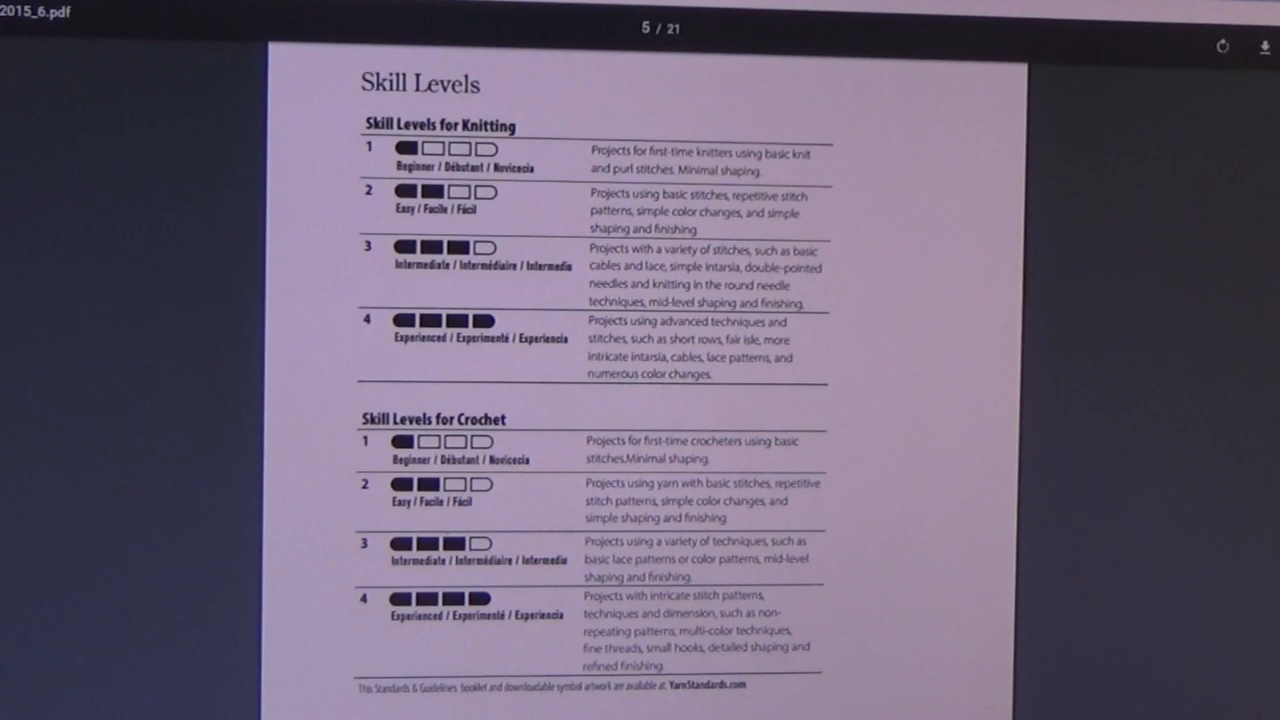 2015_6.pdf
5 / 21
Skill Levels
Skill Levels for Knitting
1
Beginner / Débutant / Novicecia
Projects for first-time knitters using basic knit
and purl stitches. Minimal shaping.
2
Easy / Facile / Fácil
Projects using basic stitches, repetitive stitch
patterns, simple color changes, and simple
shaping and finishing.
3
Intermediate / Intermédiaire / Intermedio
Projects with a variety of stitches, such as basic
cables and lace, simple intarsia, double-pointed
needles and knitting in the round needle
techniques, mid-level shaping and finishing.
4
Experienced / Experimenté / Experiencia
Projects using advanced techniques and
stitches, such as short rows, fair isle, more
intricate intarsia, cables, lace patterns, and
numerous color changes.
Skill Levels for Crochet
1
Beginner / Débutant / Novicecia
Projects for first-time crocheters using basic
stitches.Minimal shaping.
2
Easy / Facile / Fácil
Projects using yarn with basic stitches, repetitive
stitch patterns, simple color changes, and
simple shaping and finishing.
3
Intermediate / Intermédiaire / Intermedio
Projects using a variety of techniques, such as
basic lace patterns or color patterns, mid-level
shaping and finishing.
4
Experienced / Experimenté / Experiencia
Projects with intricate stitch patterns,
techniques and dimension, such as non-
repeating patterns, multi-color techniques,
fine threads, small hooks, detailed shaping and
refined finishing.
This Standards & Guidelines booklet and downloadable symbol artwork are available at: YarnStandards.com